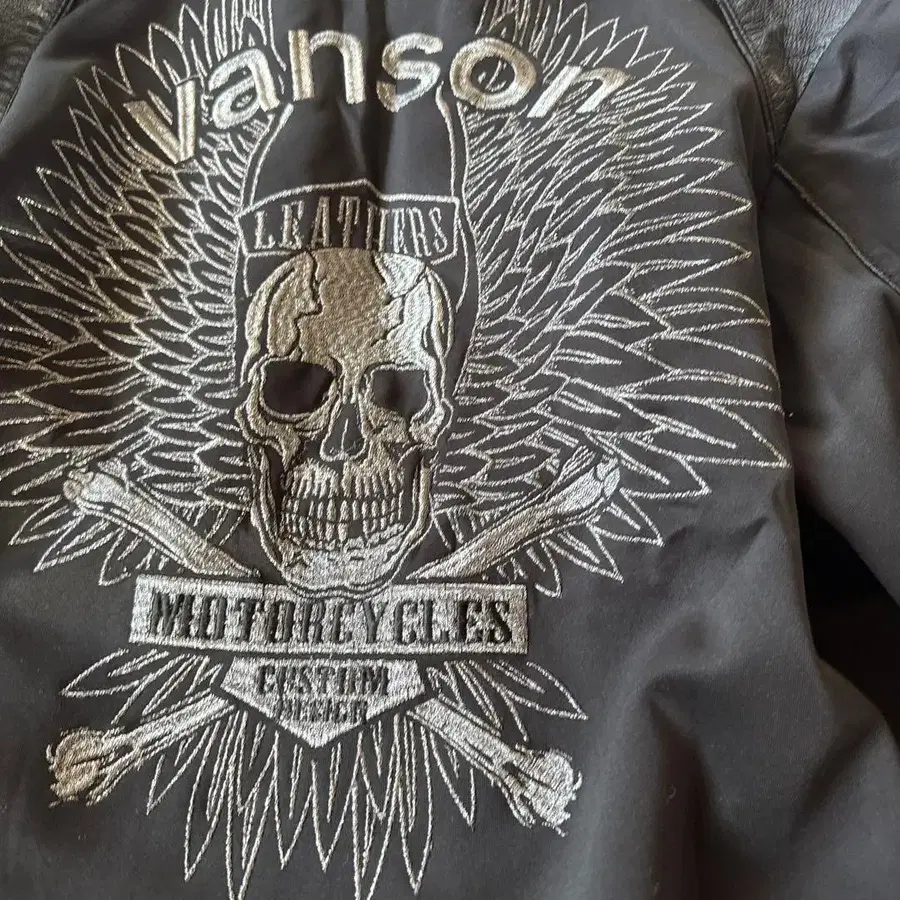 vanson
LEATHERS
MOTORCYCLES
CUSTOM